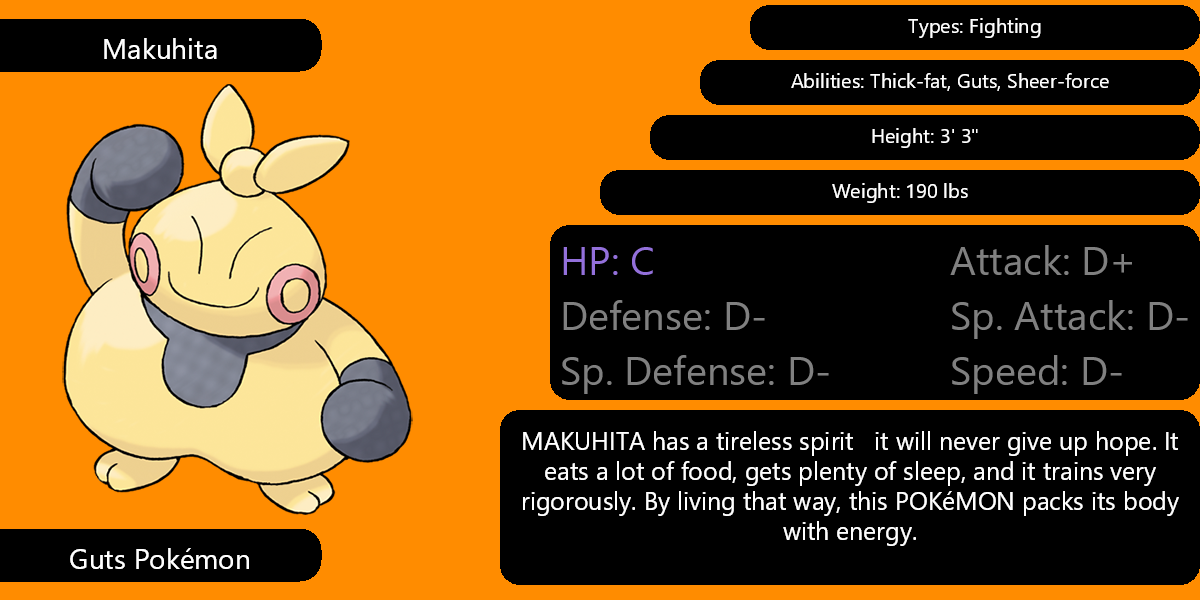 Makuhita
Types: Fighting
Abilities: Thick-fat, Guts, Sheer-force
Height: 3' 3"
Weight: 190 lbs
HP: C
Attack: D+
Defense: D-
Sp. Attack: D-
Sp. Defense: D-
Speed: D-
MAKUHITA has a tireless spirit   it will never give up hope. It
eats a lot of food, gets plenty of sleep, and it trains very
rigorously. By living that way, this POKéMON packs its body
with energy.
Guts Pokémon